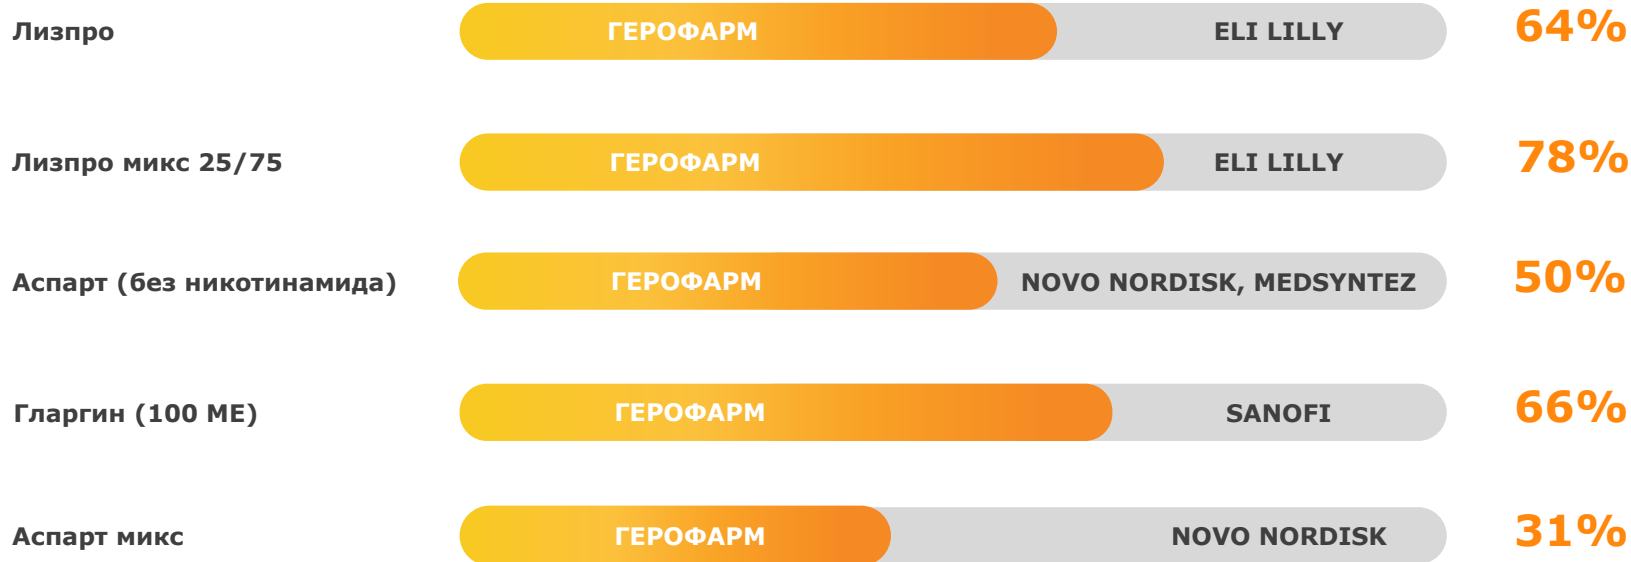 Лизпро ГЕРОФАРМ ELI LILLY 64%
Лизпро микс 25/75 ГЕРОФАРМ ELI LILLY 78%
Аспарт (без никотинамида) ГЕРОФАРМ NOVO NORDISK, MEDSYNTEZ 50%
Гларгин (100 МЕ) ГЕРОФАРМ SANOFI 66%
Аспарт микс ГЕРОФАРМ NOVO NORDISK 31%